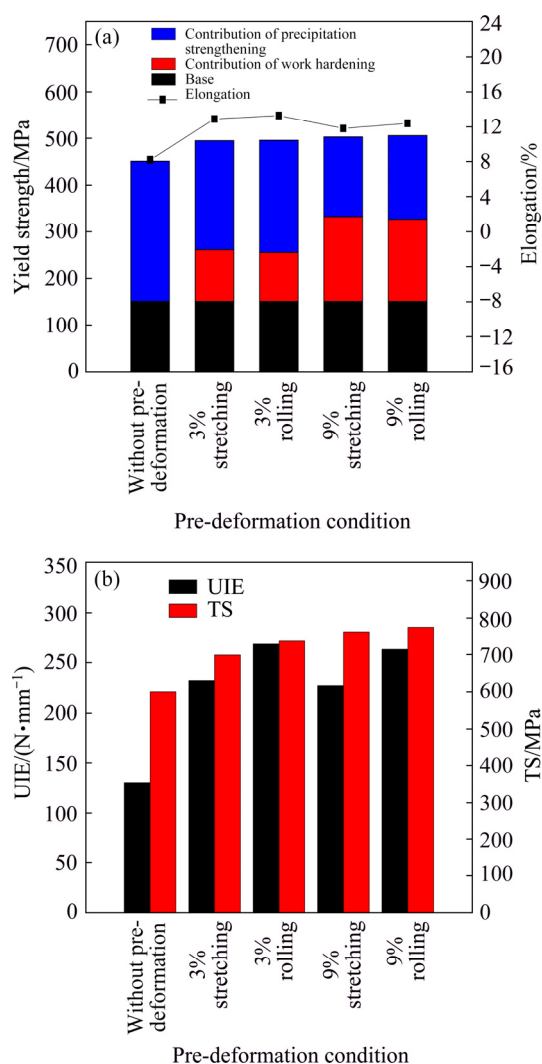 (a)
Contribution of precipitation
strengthening
Contribution of work hardening
Base
Elongation
Yield strength/MPa
700
600
500
400
300
200
100
0
Elongation/%
24
20
16
12
8
4
0
−4
−8
−12
−16
Without pre-
deformation
3%
stretching
3%
rolling
9%
stretching
9%
rolling
Pre-deformation condition
(b)
UIE
TS
UIE/(N•mm⁻¹)
350
300
250
200
150
100
50
0
TS/MPa
900
800
700
600
500
400
300
200
100
0
Without pre-
deformation
3%
stretching
3%
rolling
9%
stretching
9%
rolling
Pre-deformation condition